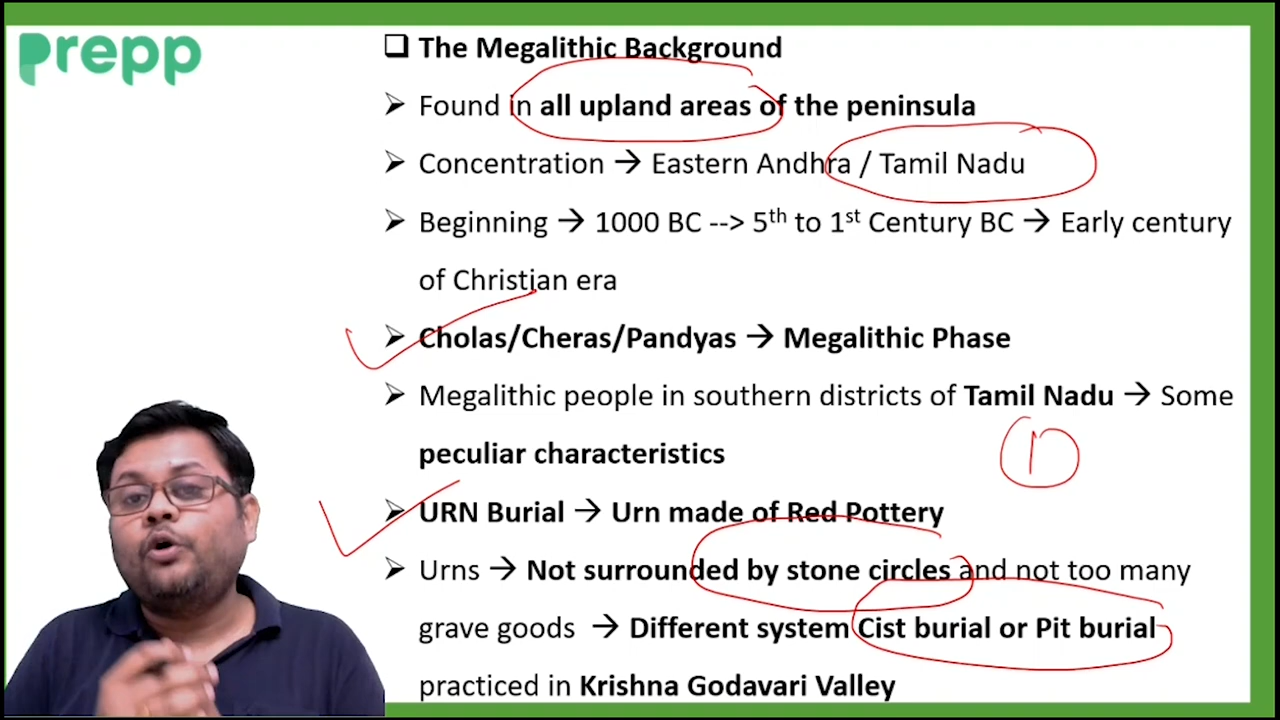 prepp
❑ The Megalithic Background
➢ Found in all upland areas of the peninsula
➢ Concentration → Eastern Andhra / Tamil Nadu
➢ Beginning → 1000 BC --> 5th to 1st Century BC → Early century
of Christian era
➢ Cholas/Cheras/Pandyas → Megalithic Phase
➢ Megalithic people in southern districts of Tamil Nadu → Some
peculiar characteristics
➢ URN Burial → Urn made of Red Pottery
➢ Urns → Not surrounded by stone circles and not too many
grave goods → Different system Cist burial or Pit burial
practiced in Krishna Godavari Valley